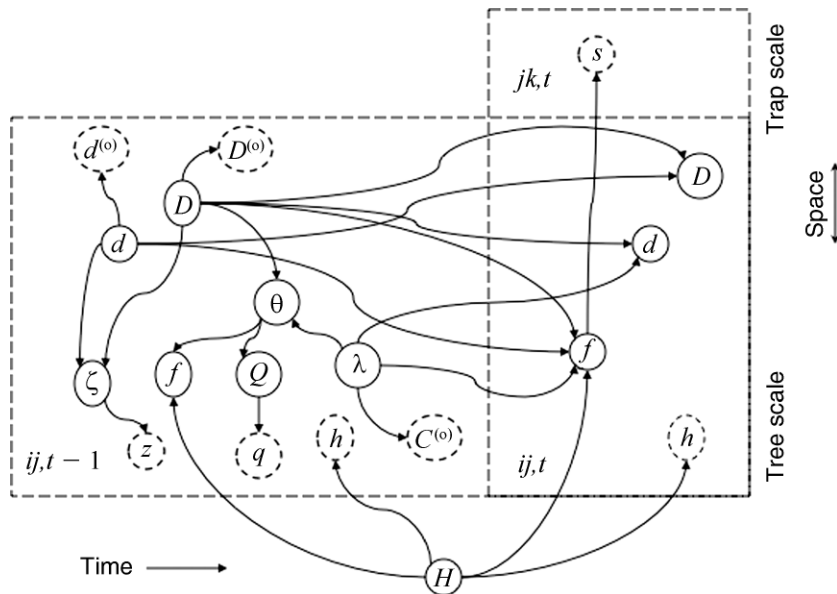 s
jk,t
Trap scale
d(o)
D(o)
D
D
Space
d
d
θ
f
λ
f
ζ
f
Q
h
C(o)
h
z
q
ij,t − 1
ij,t
Tree scale
Time
H